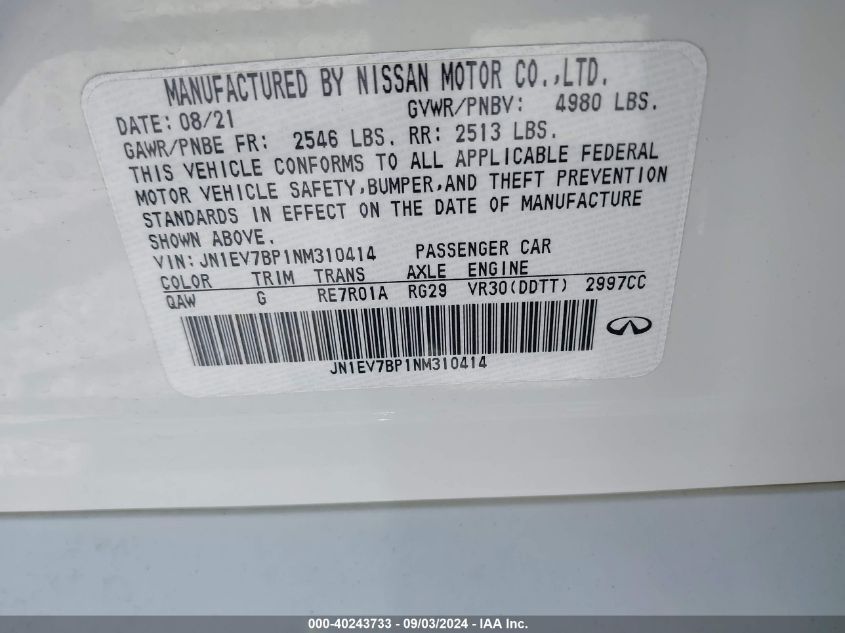 MANUFACTURED BY NISSAN MOTOR CO.,LTD.
DATE: 08/21 GVWR/PNBV: 4980 LBS.
GAWR/PNBE FR: 2546 LBS. RR: 2513 LBS.
THIS VEHICLE CONFORMS TO ALL APPLICABLE FEDERAL
MOTOR VEHICLE SAFETY,BUMPER,AND THEFT PREVENTION
STANDARDS IN EFFECT ON THE DATE OF MANUFACTURE
SHOWN ABOVE.
VIN: JN1EV7BP1NM310414 PASSENGER CAR
COLOR TRIM TRANS AXLE ENGINE
QAW G RE7R01A RG29 VR30(DDTT) 2997CC
JN1EV7BP1NM310414
000-40243733 - 09/03/2024 - IAA Inc.